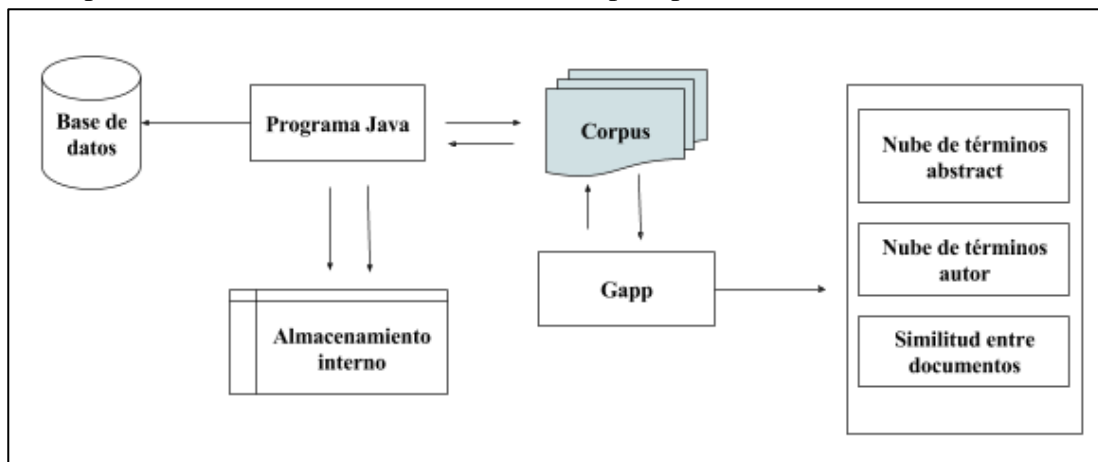 Base de
datos
Programa Java
Corpus
Almacenamiento
interno
Gapp
Nube de términos
abstract
Nube de términos
autor
Similitud entre
documentos